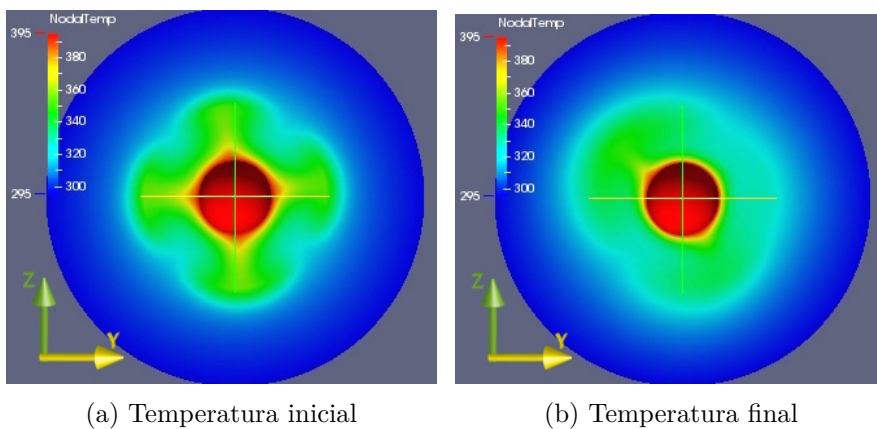 NodalTemp
395
380
360
340
320
300
295
Z
Y
(a) Temperatura inicial
NodalTemp
395
380
360
340
320
300
295
Z
Y
(b) Temperatura final